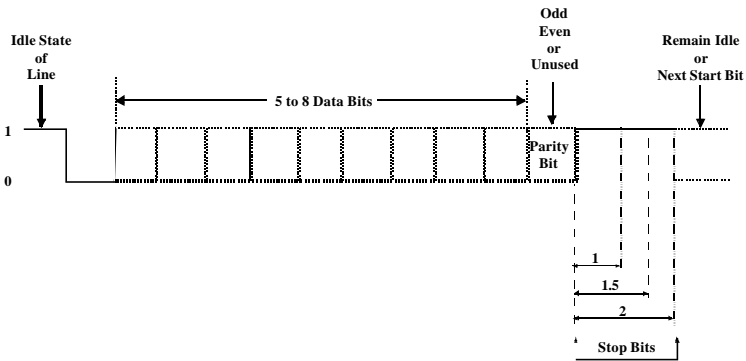 Odd
Even
or
Unused
Idle State
of
Line
Remain Idle
or
Next Start Bit
5 to 8 Data Bits
1
Parity
Bit
0
1
1.5
2
Stop Bits